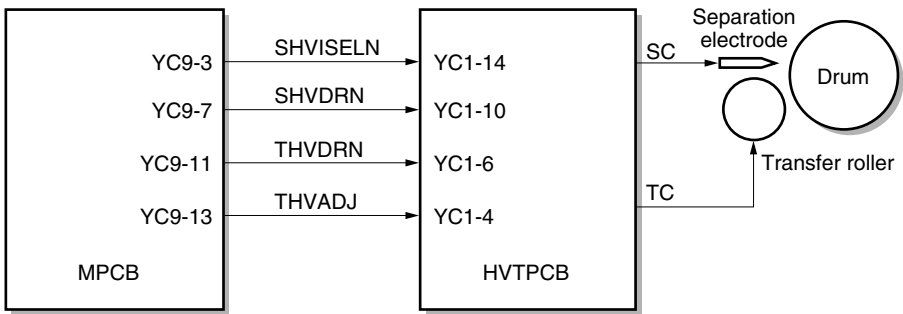 Separation
electrode
SHVISELN
SC
YC9-3
YC1-14
Drum
SHVDRN
YC9-7
YC1-10
THVDRN
YC9-11
YC1-6
Transfer roller
THVADJ
TC
YC9-13
YC1-4
MPCB
HVTPCB